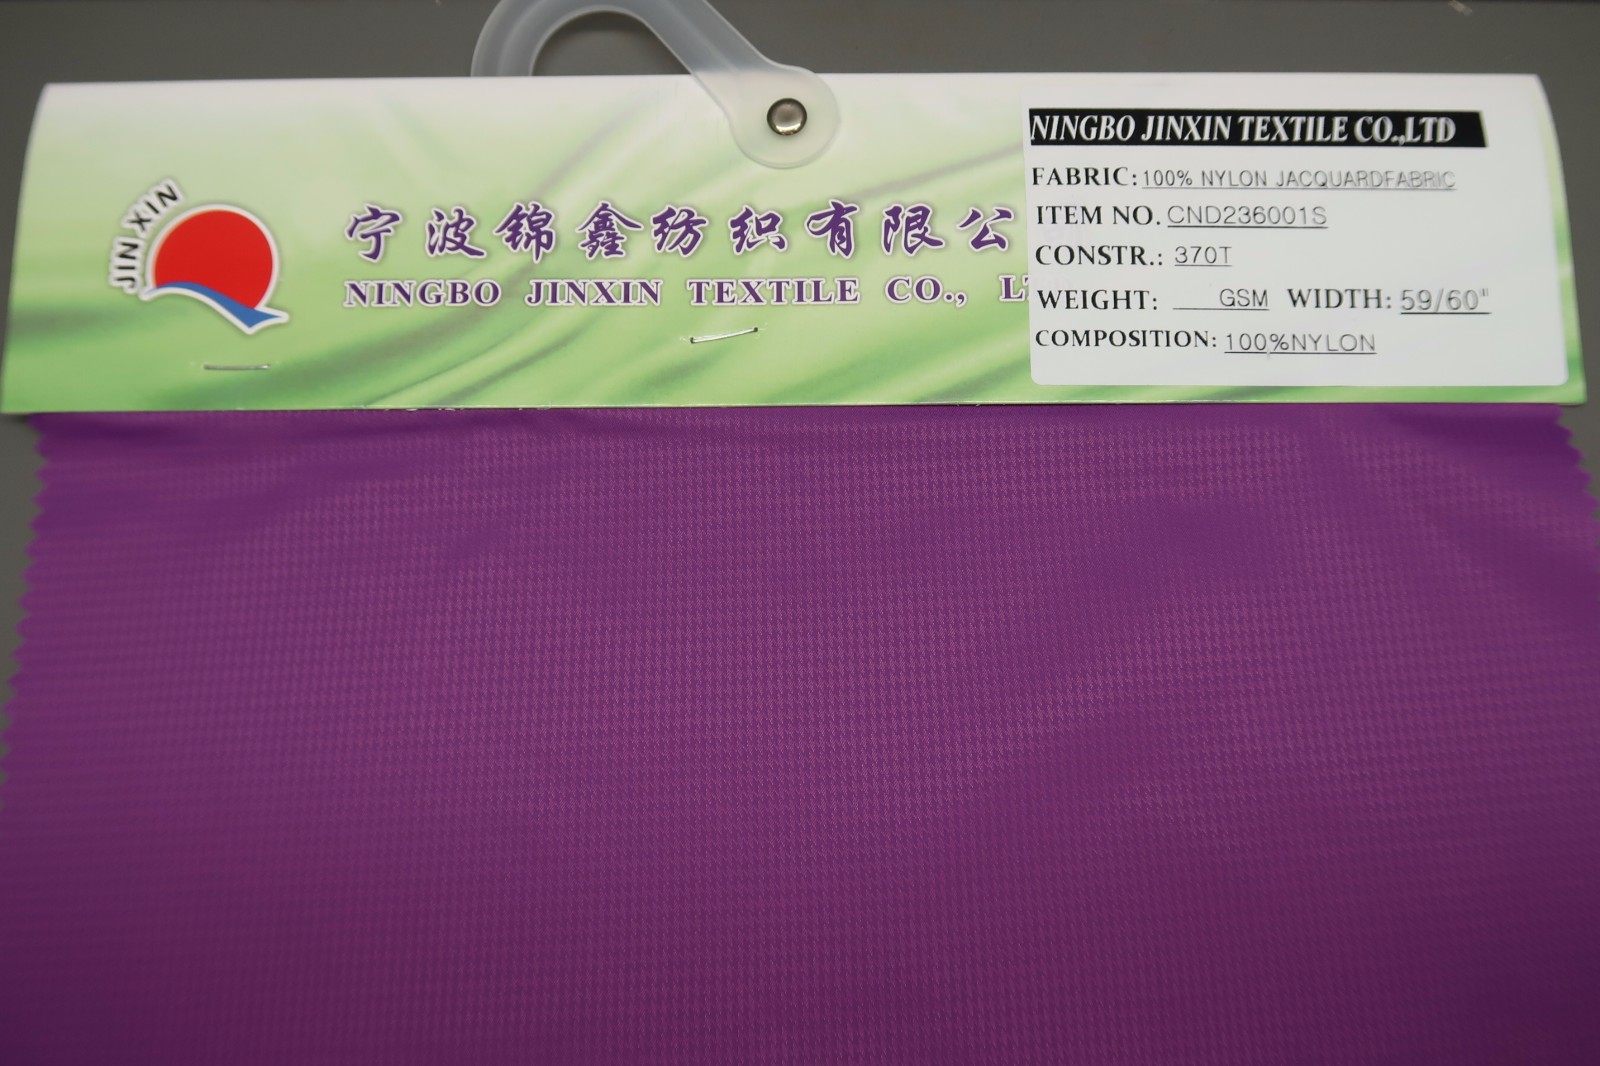 JIN XIN
宁波锦鑫纺织有限公
NINGBO JINXIN TEXTILE CO., L
NINGBO JINXIN TEXTILE CO.,LTD
FABRIC: 100% NYLON JACQUARDFABRIC
ITEM NO. CND236001S
CONSTR.: 370T
WEIGHT: ___GSM WIDTH: 59/60"
COMPOSITION: 100%NYLON